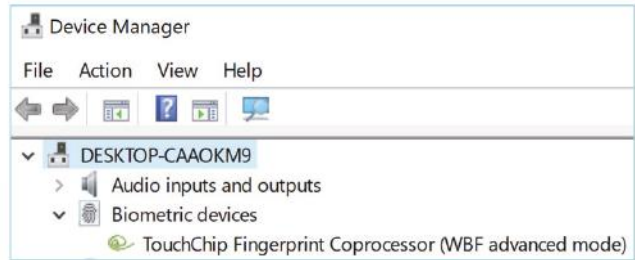 Device Manager
File Action View Help
DESKTOP-CAAOKM9
Audio inputs and outputs
Biometric devices
TouchChip Fingerprint Coprocessor (WBF advanced mode)